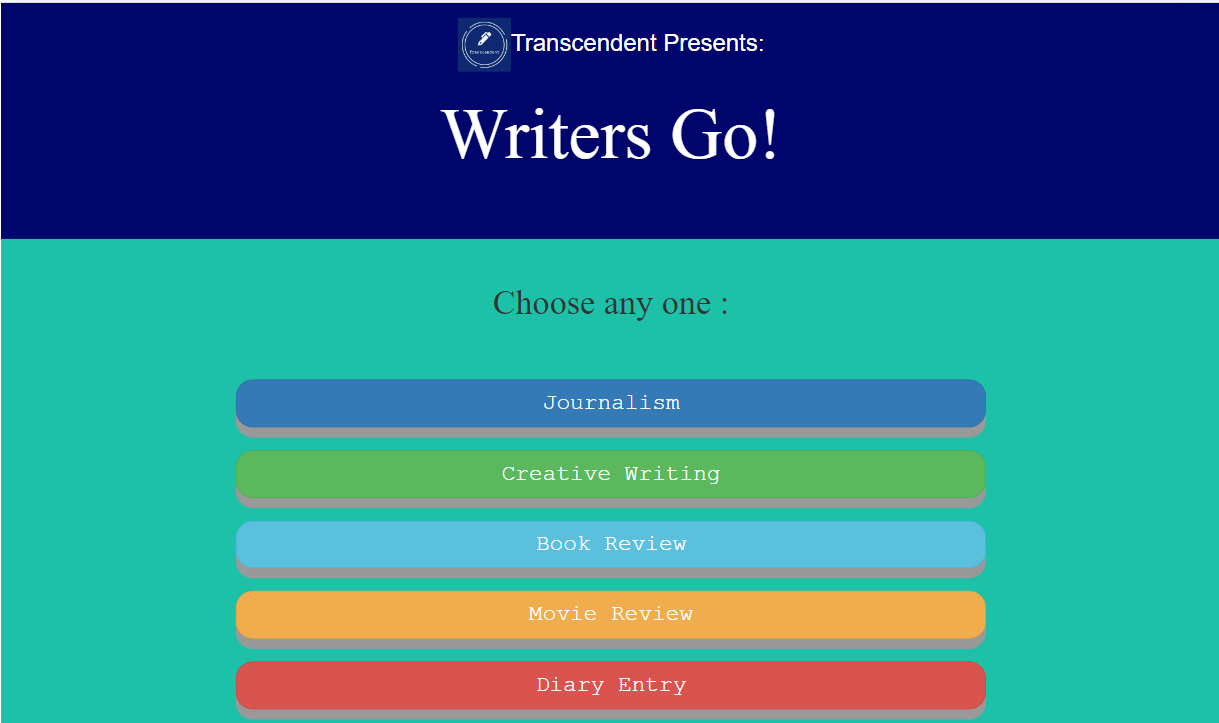 Transcendent Presents:
Transcendent
Writers Go!
Choose any one :
Journalism
Creative Writing
Book Review
Movie Review
Diary Entry